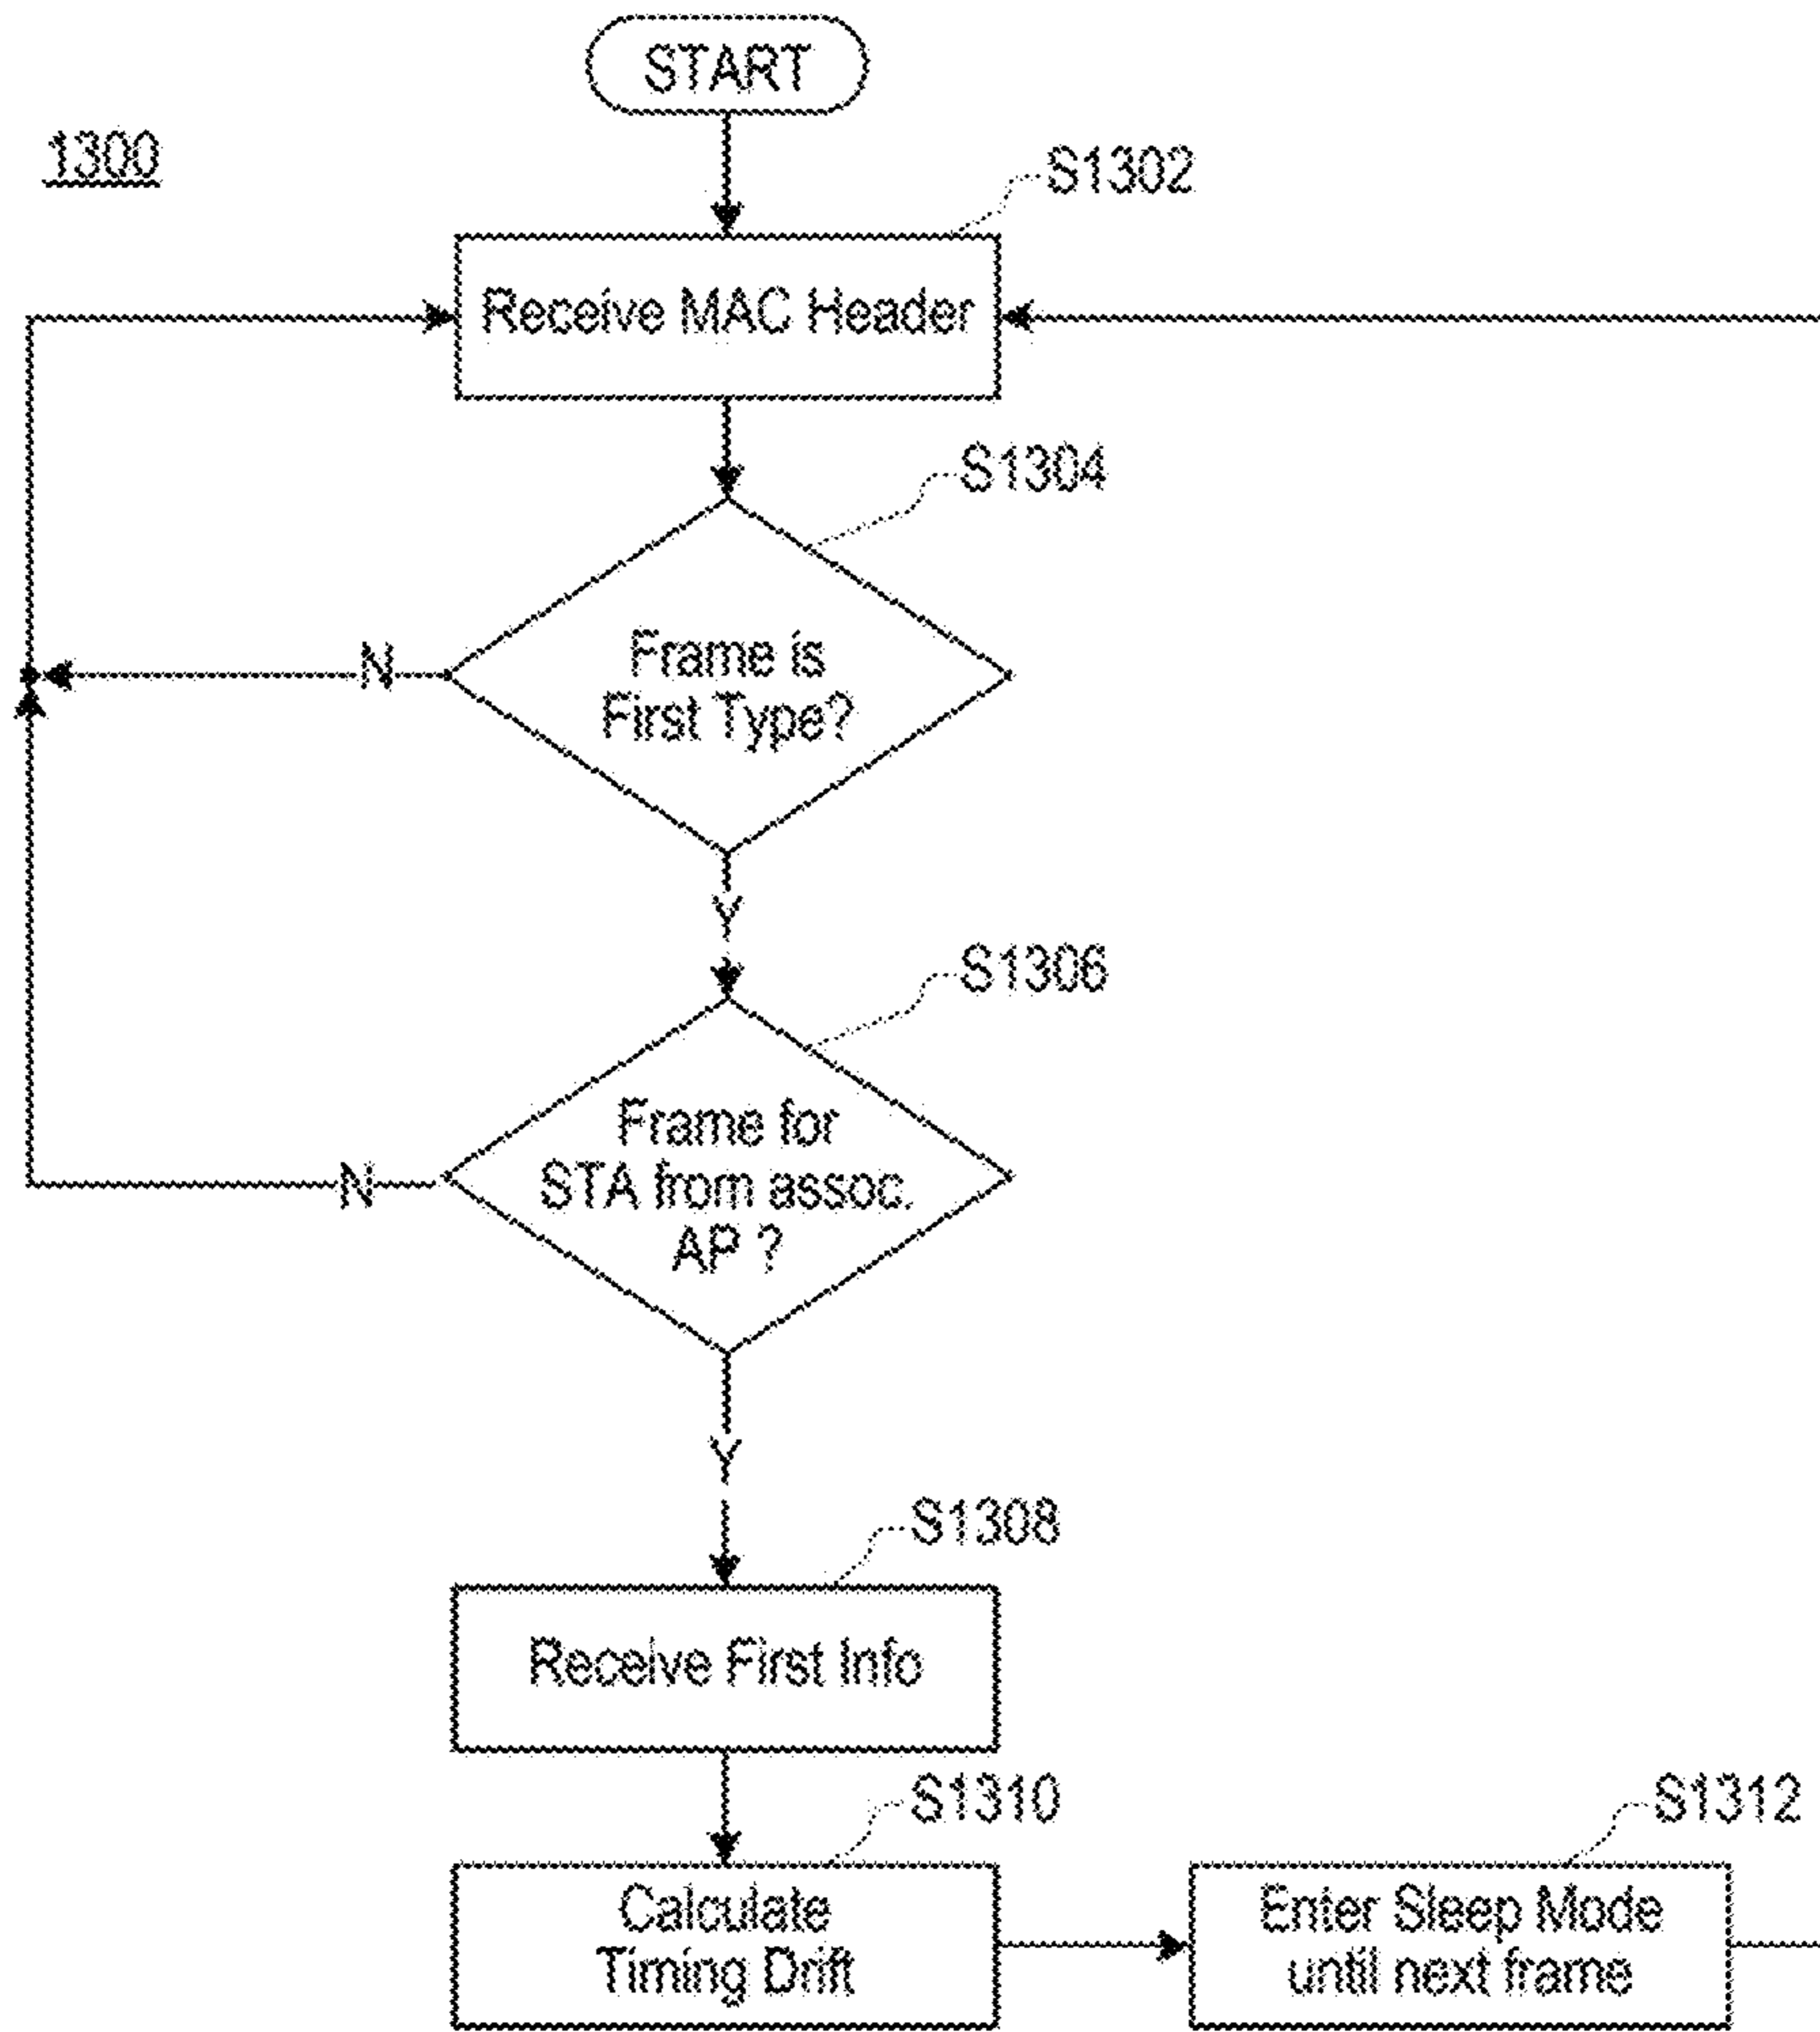 START
1300
S1302
Receive MAC Header
S1304
Frame is
First Type?
N
Y
S1306
Frame for
STA from assoc.
AP ?
N
Y
S1308
Receive First Info
S1310
S1312
Calculate
Timing Drift
Enter Sleep Mode
until next frame